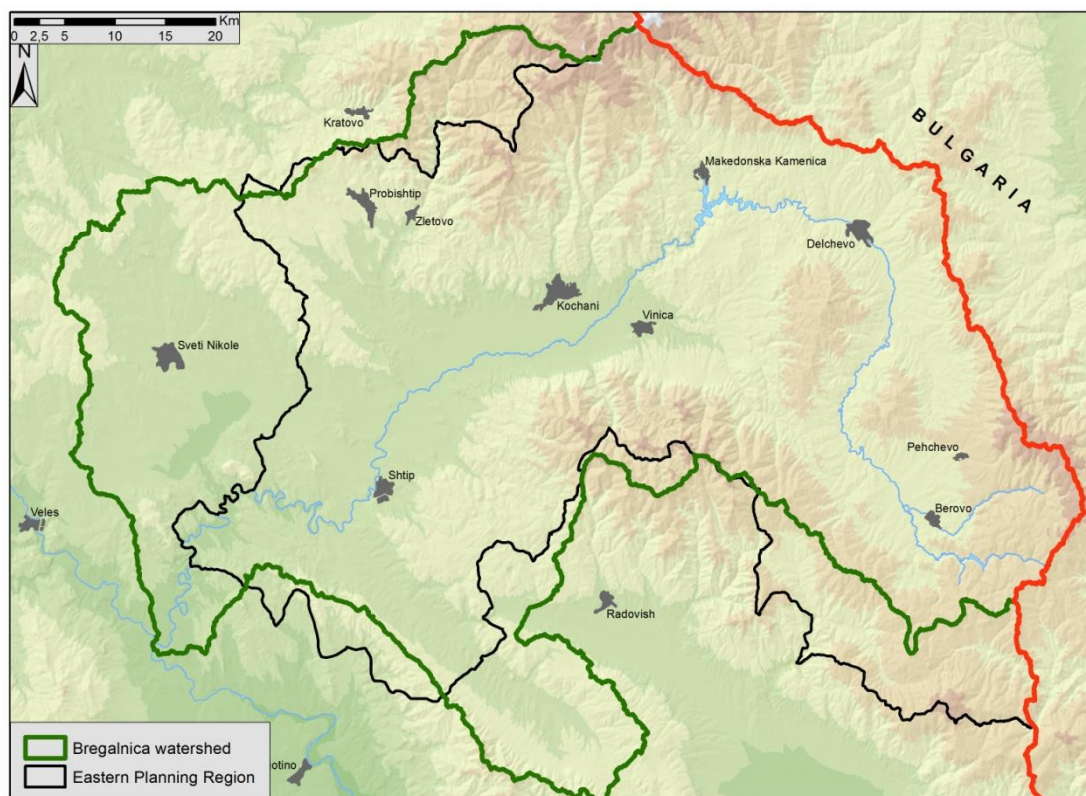 0 2,5 5 10 15 20 Km
N
BULGARIA
Kratovo
Makedonska Kamenica
Probishtip
Zletovo
Delchevo
Kochani
Vinica
Sveti Nikole
Pehchevo
Shtip
Veles
Berovo
Radovish
Bregalnica watershed
Eastern Planning Region
otino